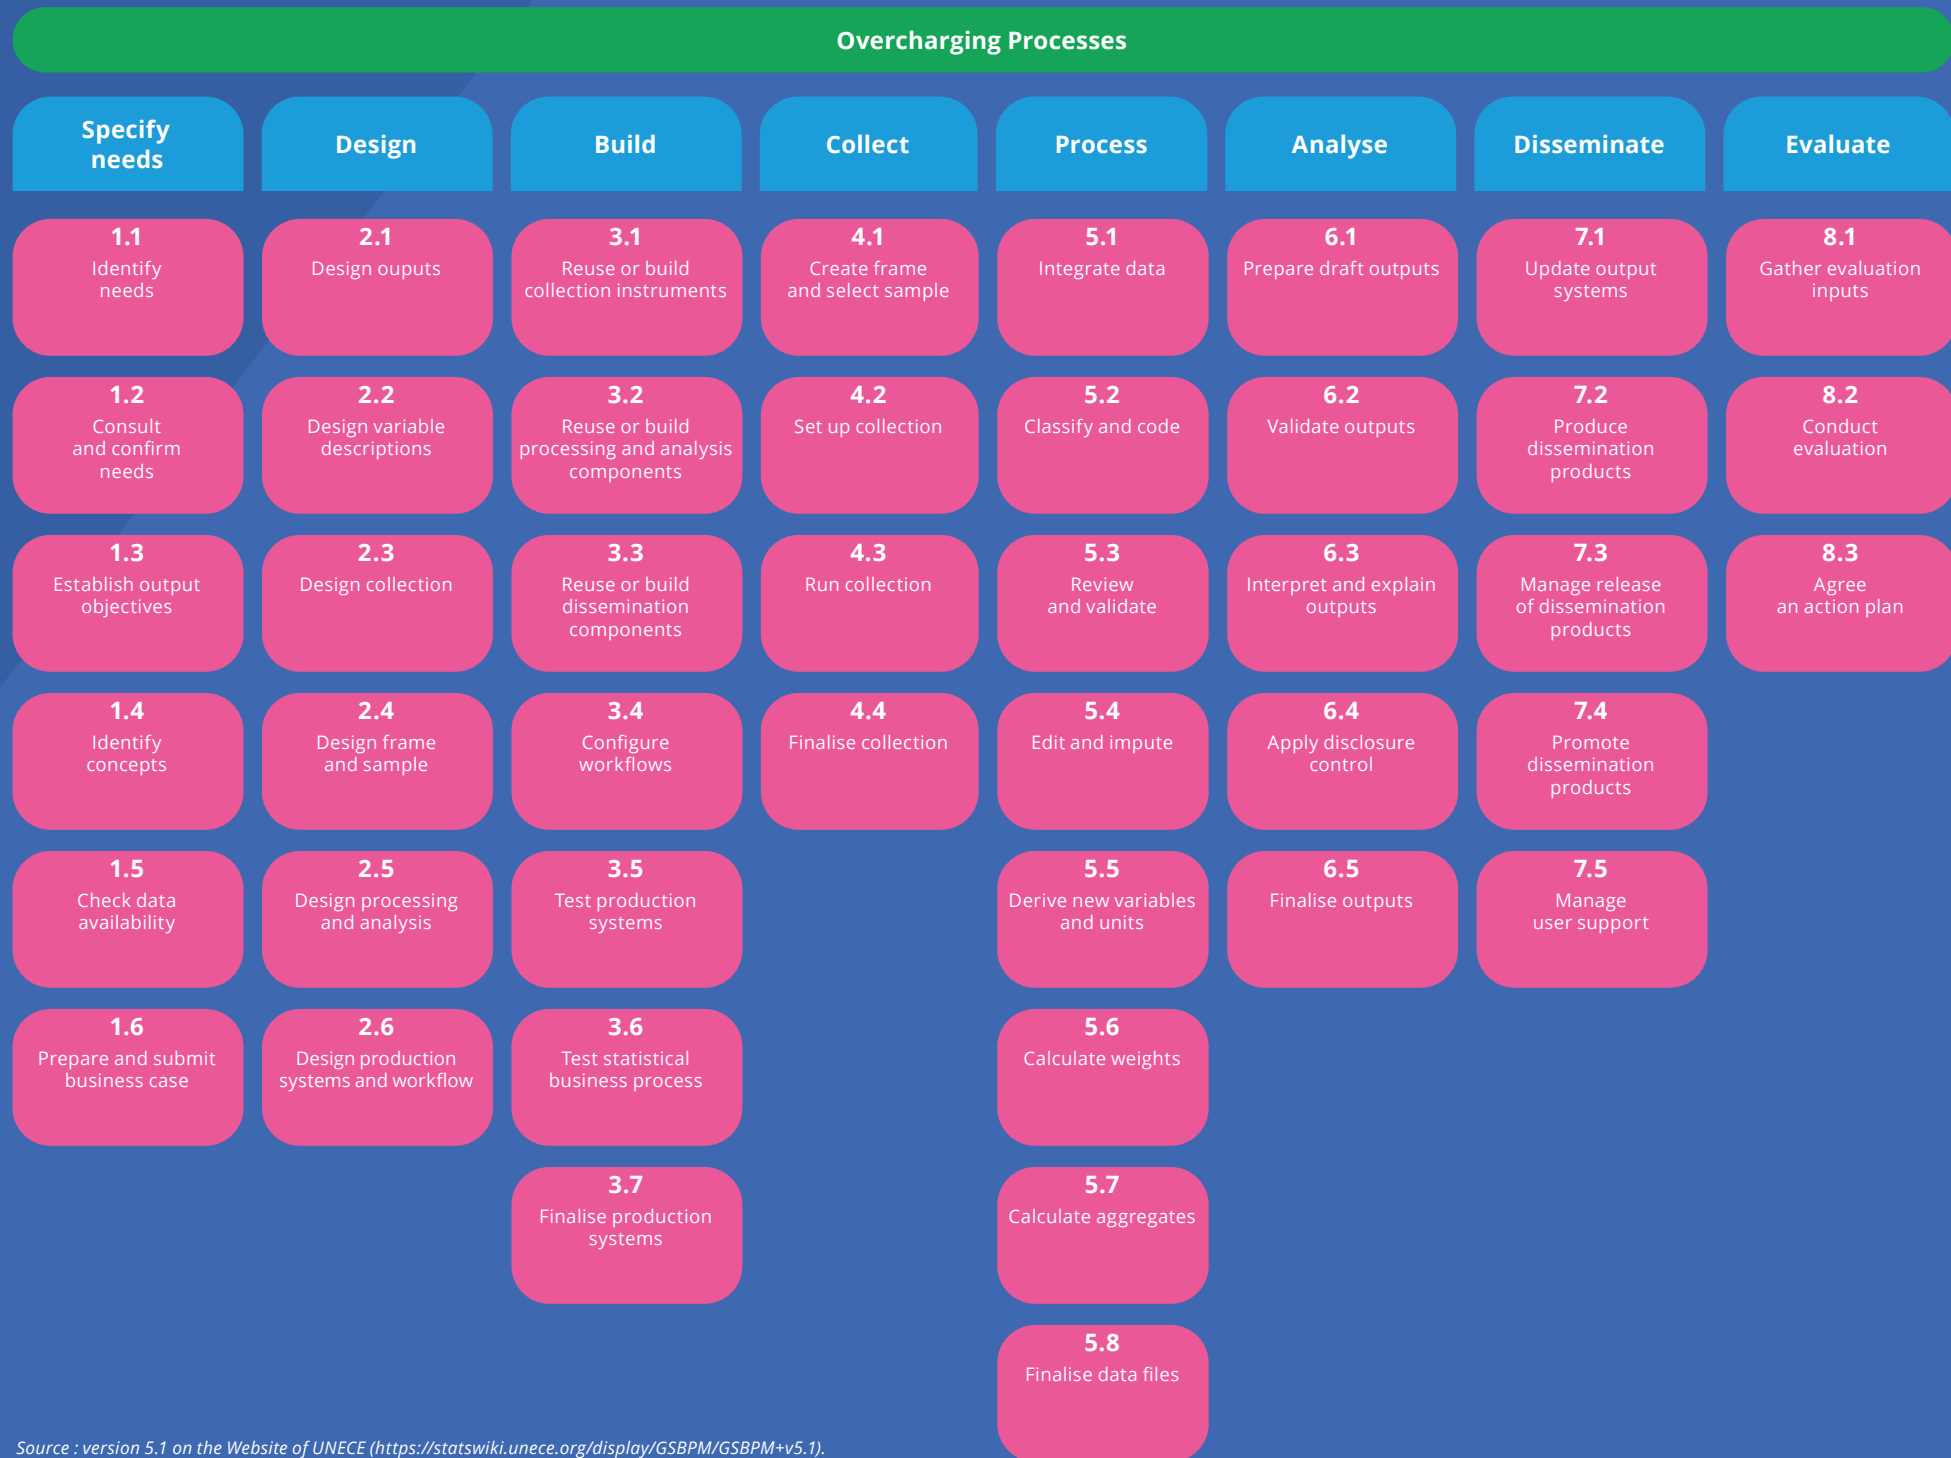 Overcharging Processes
Specify
needs
Design
Build
Collect
Process
Analyse
Disseminate
Evaluate
1.1
Identify
needs
2.1
Design ouputs
3.1
Reuse or build
collection instruments
4.1
Create frame
and select sample
5.1
Integrate data
6.1
Prepare draft outputs
7.1
Update output
systems
8.1
Gather evaluation
inputs
1.2
Consult
and confirm
needs
2.2
Design variable
descriptions
3.2
Reuse or build
processing and analysis
components
4.2
Set up collection
5.2
Classify and code
6.2
Validate outputs
7.2
Produce
dissemination
products
8.2
Conduct
evaluation
1.3
Establish output
objectives
2.3
Design collection
3.3
Reuse or build
dissemination
components
4.3
Run collection
5.3
Review
and validate
6.3
Interpret and explain
outputs
7.3
Manage release
of dissemination
products
8.3
Agree
an action plan
1.4
Identify
concepts
2.4
Design frame
and sample
3.4
Configure
workflows
4.4
Finalise collection
5.4
Edit and impute
6.4
Apply disclosure
control
7.4
Promote
dissemination
products
1.5
Check data
availability
2.5
Design processing
and analysis
3.5
Test production
systems
5.5
Derive new variables
and units
6.5
Finalise outputs
7.5
Manage
user support
1.6
Prepare and submit
business case
2.6
Design production
systems and workflow
3.6
Test statistical
business process
5.6
Calculate weights
3.7
Finalise production
systems
5.7
Calculate aggregates
5.8
Finalise data files
Source : version 5.1 on the Website of UNECE (https://statswiki.unece.org/display/GSBPM/GSBPM+v5.1).